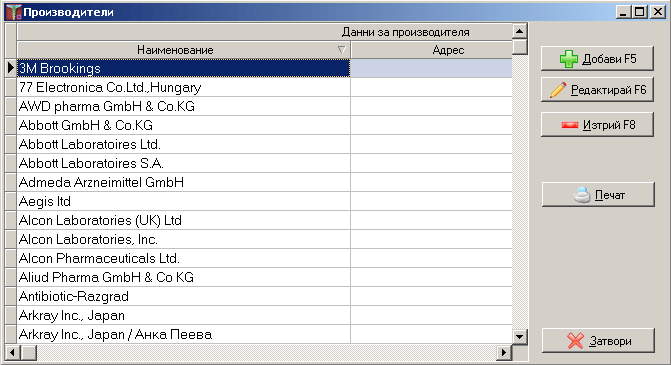 Производители
Данни за производителя
Наименование Адрес
3M Brookings
77 Electronica Co.Ltd.,Hungary
AWD pharma GmbH & Co.KG
Abbott GmbH & Co.KG
Abbott Laboratoires Ltd.
Abbott Laboratories S.A.
Admeda Arzneimittel GmbH
Aegis ltd
Alcon Laboratories (UK) Ltd
Alcon Laboratories, Inc.
Alcon Pharmaceuticals Ltd.
Aliud Pharma GmbH & Co KG
Antibiotic-Razgrad
Arkray Inc., Japan
Arkray Inc., Japan / Анка Пеева
Добави F5
Редактирай F6
Изтрий F8
Печат
Затвори